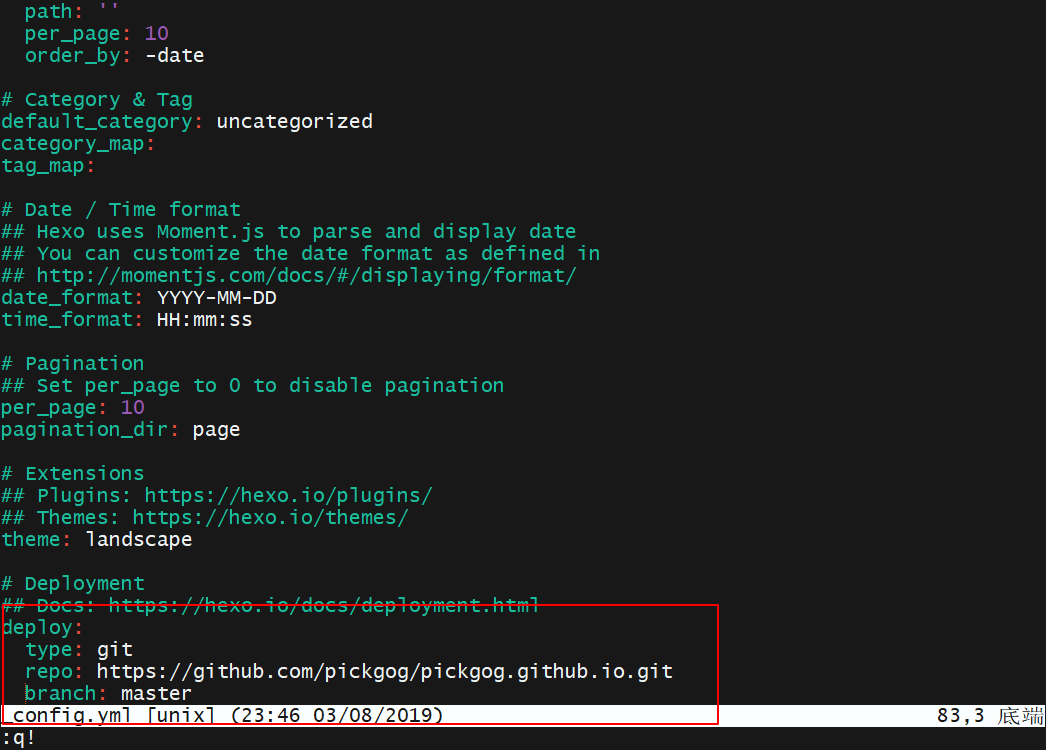 path: ''
per_page: 10
order_by: -date
# Category & Tag
default_category: uncategorized
category_map:
tag_map:
# Date / Time format
## Hexo uses Moment.js to parse and display date
## You can customize the date format as defined in
## http://momentjs.com/docs/#/displaying/format/
date_format: YYYY-MM-DD
time_format: HH:mm:ss
# Pagination
## Set per_page to 0 to disable pagination
per_page: 10
pagination_dir: page
# Extensions
## Plugins: https://hexo.io/plugins/
## Themes: https://hexo.io/themes/
theme: landscape
# Deployment
## Docs: https://hexo.io/docs/deployment.html
deploy:
type: git
repo: https://github.com/pickgog/pickgog.github.io.git
branch: master
_config.yml [unix] (23:46 03/08/2019) 83,3 底端
:q!